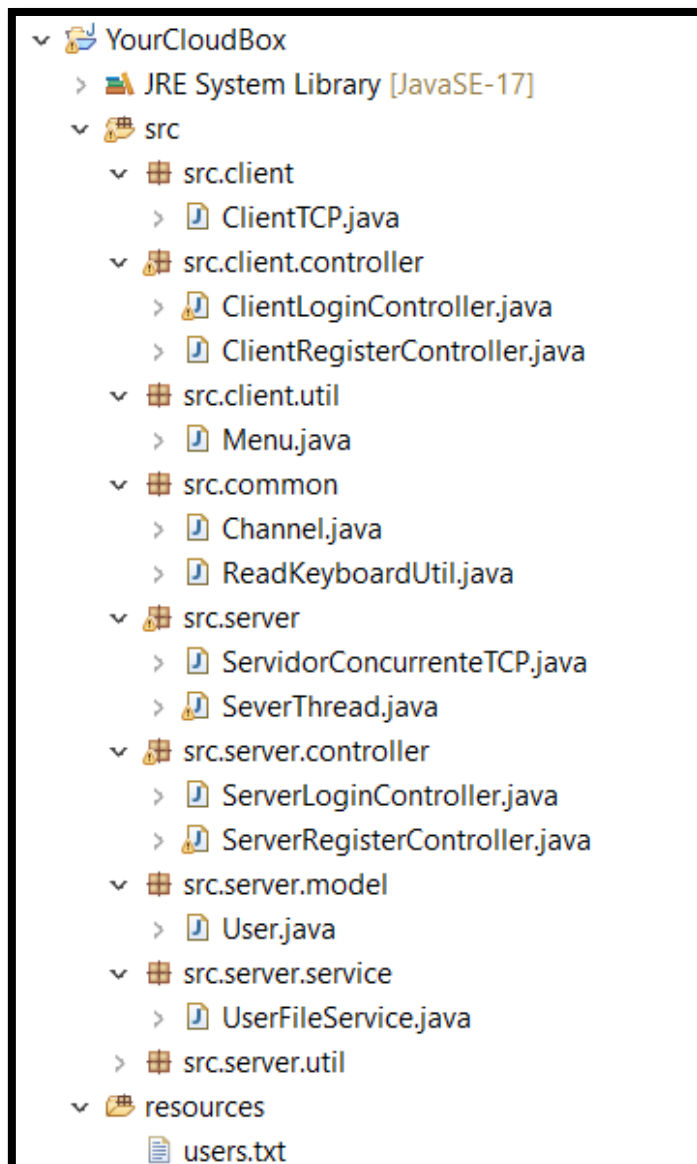 YourCloudBox
JRE System Library [JavaSE-17]
src
src.client
ClientTCP.java
src.client.controller
ClientLoginController.java
ClientRegisterController.java
src.client.util
Menu.java
src.common
Channel.java
ReadKeyboardUtil.java
src.server
ServidorConcurrenteTCP.java
SeverThread.java
src.server.controller
ServerLoginController.java
ServerRegisterController.java
src.server.model
User.java
src.server.service
UserFileService.java
src.server.util
resources
users.txt